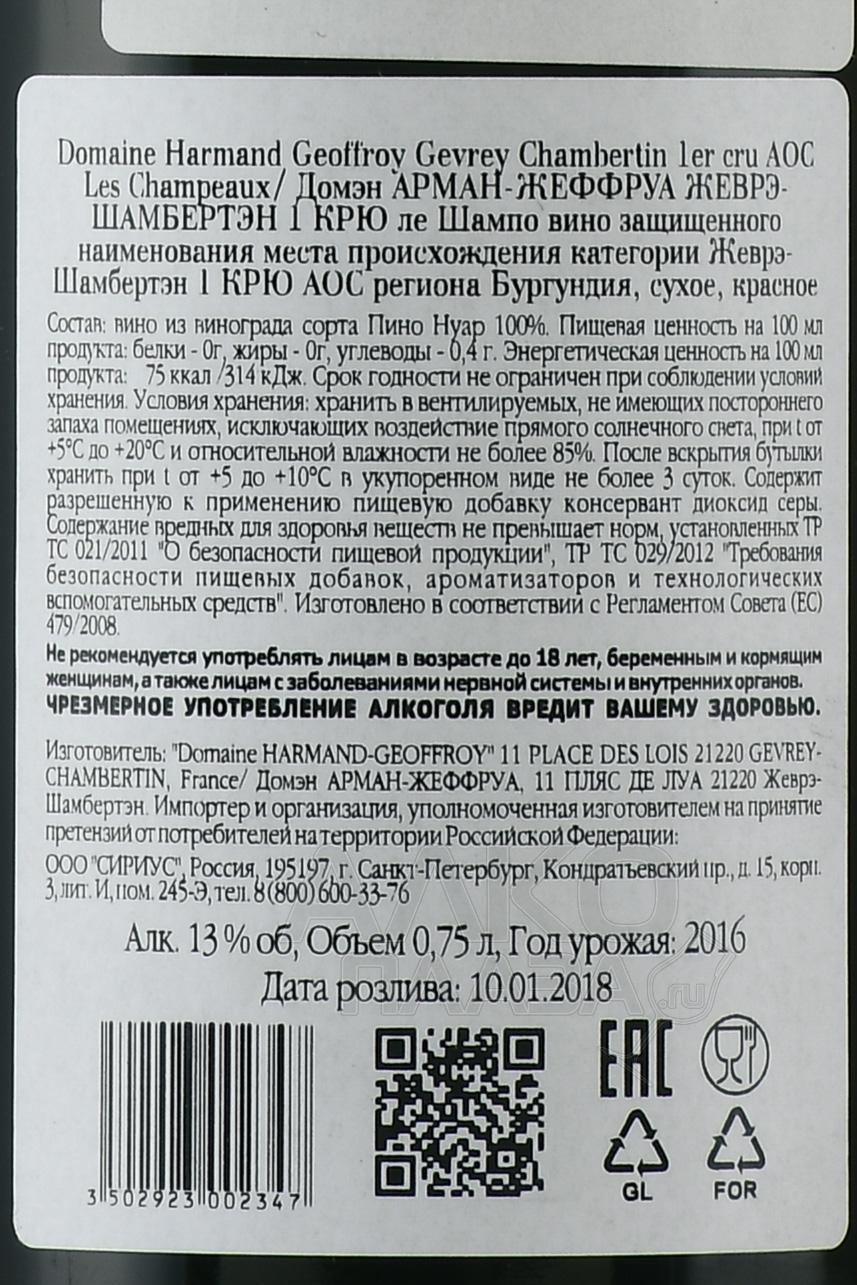 Domaine Harmand Geoffroy Gevrey Chambertin 1er cru AOC
Les Champeaux/ Домэн АРМАН-ЖЕФФРУА ЖЕВРЭ-
ШАМБЕРТЭН 1 КРЮ ле Шампо вино защищенного
наименования места происхождения категории Жеврэ-
Шамбертэн 1 КРЮ АОС региона Бургундия, сухое, красное
Состав: вино из винограда сорта Пино Нуар 100%. Пищевая ценность на 100 мл
продукта: белки - 0г, жиры - 0г, углеводы - 0,4 г. Энергетическая ценность на 100 мл
продукта: 75 ккал /314 кДж. Срок годности не ограничен при соблюдении условий
хранения. Условия хранения: хранить в вентилируемых, не имеющих постороннего
запаха помещениях, исключающих воздействие прямого солнечного света, при t от
+5°С до +20°С и относительной влажности не более 85%. После вскрытия бутылки
хранить при t от +5 до +10°С в укупоренном виде не более 3 суток. Содержит
разрешенную к применению пищевую добавку консервант диоксид серы.
Содержание вредных для здоровья веществ не превышает норм, установленных ТР
ТС 021/2011 "О безопасности пищевой продукции", ТР ТС 029/2012 "Требования
безопасности пищевых добавок, ароматизаторов и технологических
вспомогательных средств". Изготовлено в соответствии с Регламентом Совета (ЕС)
479/2008.
Не рекомендуется употреблять лицам в возрасте до 18 лет, беременным и кормящим
женщинам, а также лицам с заболеваниями нервной системы и внутренних органов.
ЧРЕЗМЕРНОЕ УПОТРЕБЛЕНИЕ АЛКОГОЛЯ ВРЕДИТ ВАШЕМУ ЗДОРОВЬЮ.
Изготовитель: "Domaine HARMAND-GEOFFROY" 11 PLACE DES LOIS 21220 GEVREY-
CHAMBERTIN, France/ Домэн АРМАН-ЖЕФФРУА, 11 ПЛЯС ДЕ ЛУА 21220 Жеврэ-
Шамбертэн. Импортер и организация, уполномоченная изготовителем на принятие
претензий от потребителей на территории Российской Федерации:
ООО "СИРИУС", Россия, 195197, г. Санкт-Петербург, Кондратьевский пр., д. 15, корп.
3, лит. И, пом. 245-Э, тел. 8 (800) 600-33-76
Алк. 13 % об, Объем 0,75 л, Год урожая: 2016
Дата розлива: 10.01.2018
АЛКО
НАВА.ru
EAC
3 502923 002347
GL
FOR